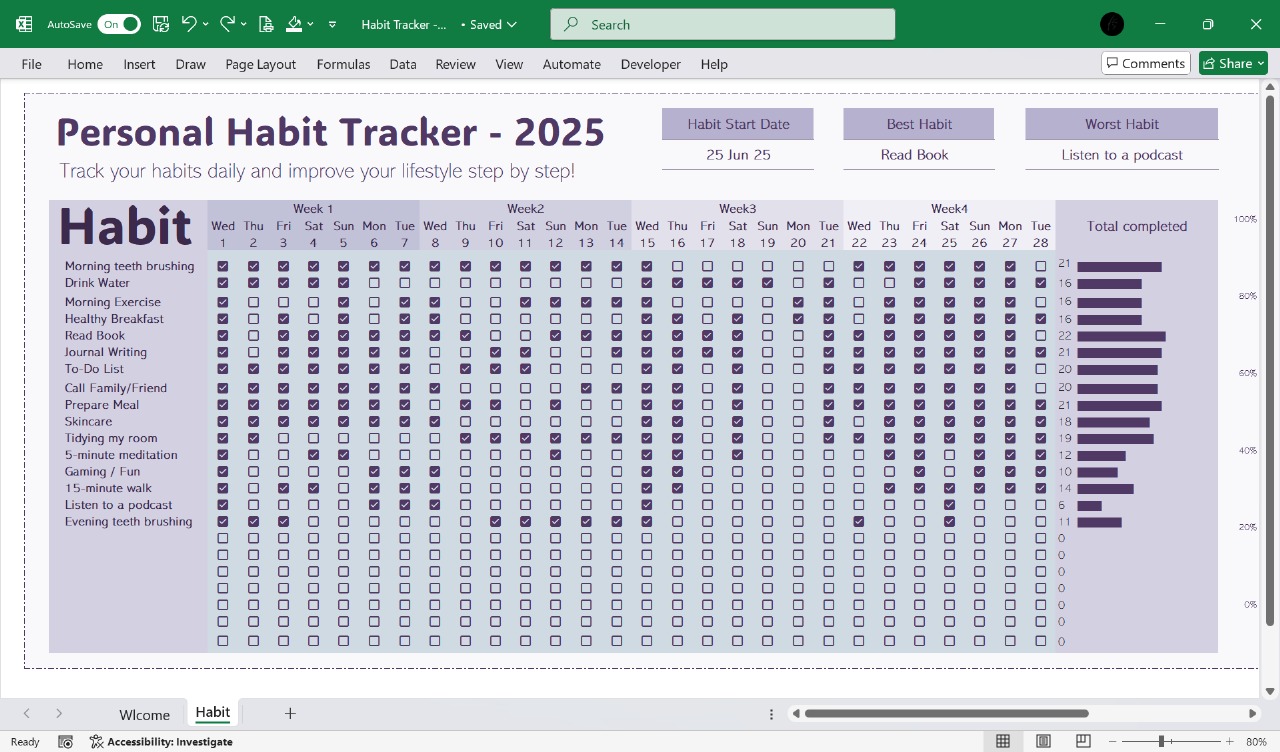 AutoSave On Habit Tracker -... • Saved Search
File Home Insert Draw Page Layout Formulas Data Review View Automate Developer Help Comments Share
Personal Habit Tracker - 2025
Track your habits daily and improve your lifestyle step by step!
Habit Start Date Best Habit Worst Habit
25 Jun 25 Read Book Listen to a podcast
Habit
Week 1 Week2 Week3 Week4
Wed Thu Fri Sat Sun Mon Tue Wed Thu Fri Sat Sun Mon Tue Wed Thu Fri Sat Sun Mon Tue Wed Thu Fri Sat Sun Mon Tue Total completed
1 2 3 4 5 6 7 8 9 10 11 12 13 14 15 16 17 18 19 20 21 22 23 24 25 26 27 28
100%
Morning teeth brushing 21
Drink Water 16
80%
Morning Exercise 16
Healthy Breakfast 16
Read Book 22
Journal Writing 21
To-Do List 20
60%
Call Family/Friend 20
Prepare Meal 21
Skincare 18
Tidying my room 19
40%
5-minute meditation 12
Gaming / Fun 10
15-minute walk 14
Listen to a podcast 6
Evening teeth brushing 11
20%
0
0
0
0
0
0%
0
0
Wlcome Habit
Ready Accessibility: Investigate 80%